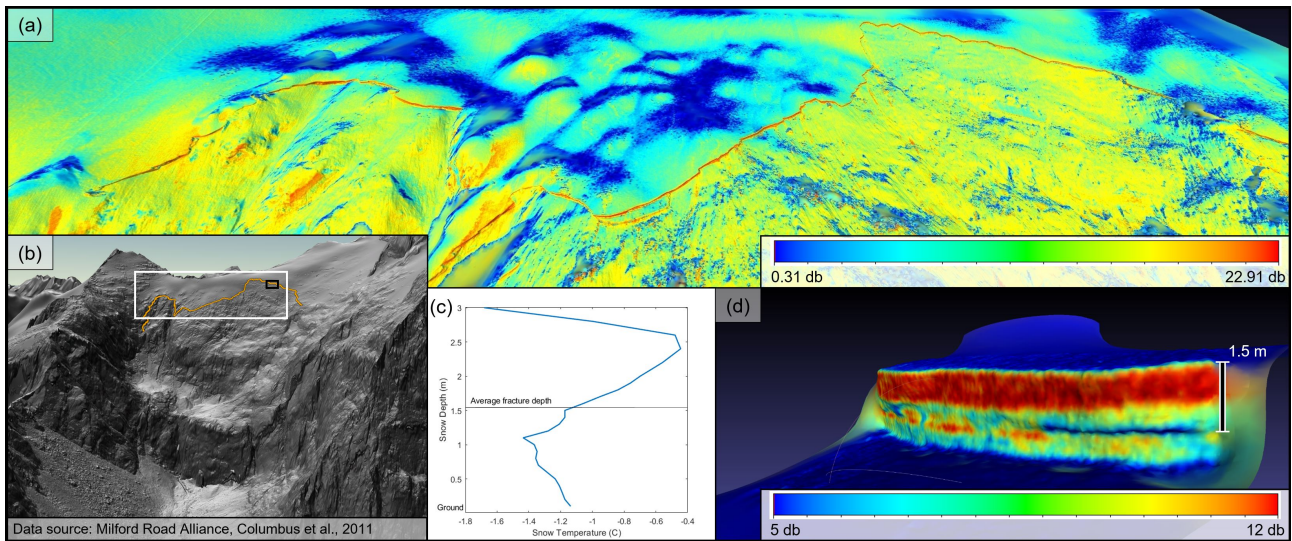 (a)
0.31 db
22.91 db
(b)
Data source: Milford Road Alliance, Columbus et al., 2011
(c)
3
2.5
2
Average fracture depth
1.5
1
0.5
Ground
Snow Depth (m)
-1.8
-1.6
-1.4
-1.2
-1
-0.8
-0.6
-0.4
Snow Temperature (C)
(d)
1.5 m
5 db
12 db